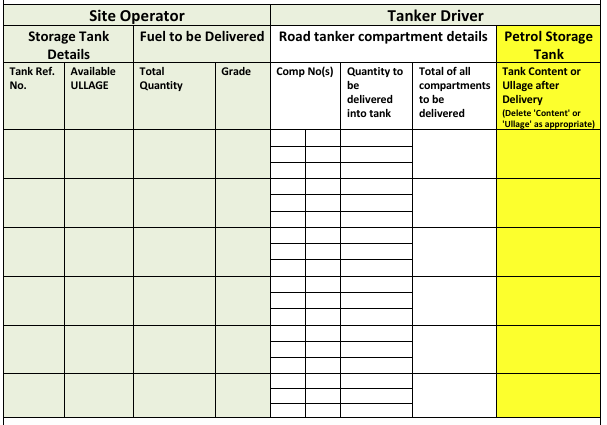 Site Operator
Tanker Driver
Storage Tank
Details
Fuel to be Delivered
Road tanker compartment details
Petrol Storage
Tank
Tank Ref.
No.
Available
ULLAGE
Total
Quantity
Grade
Comp No(s)
Quantity to
be
delivered
into tank
Total of all
compartments
to be
delivered
Tank Content or
Ullage after
Delivery
(Delete 'Content' or
'Ullage' as appropriate)